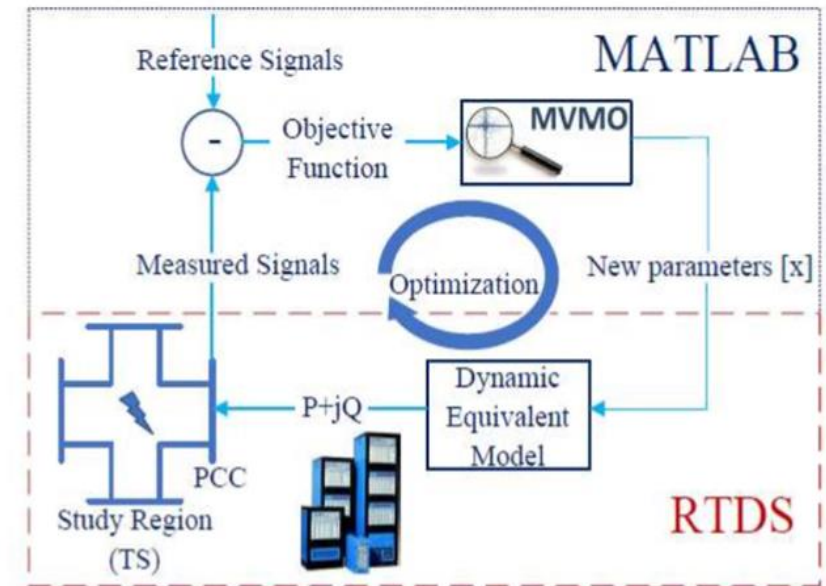 Reference Signals
MATLAB
-
Objective
Function
MVMO
Measured Signals
Optimization
New parameters [x]
P+jQ
Dynamic
Equivalent
Model
PCC
Study Region
(TS)
RTDS